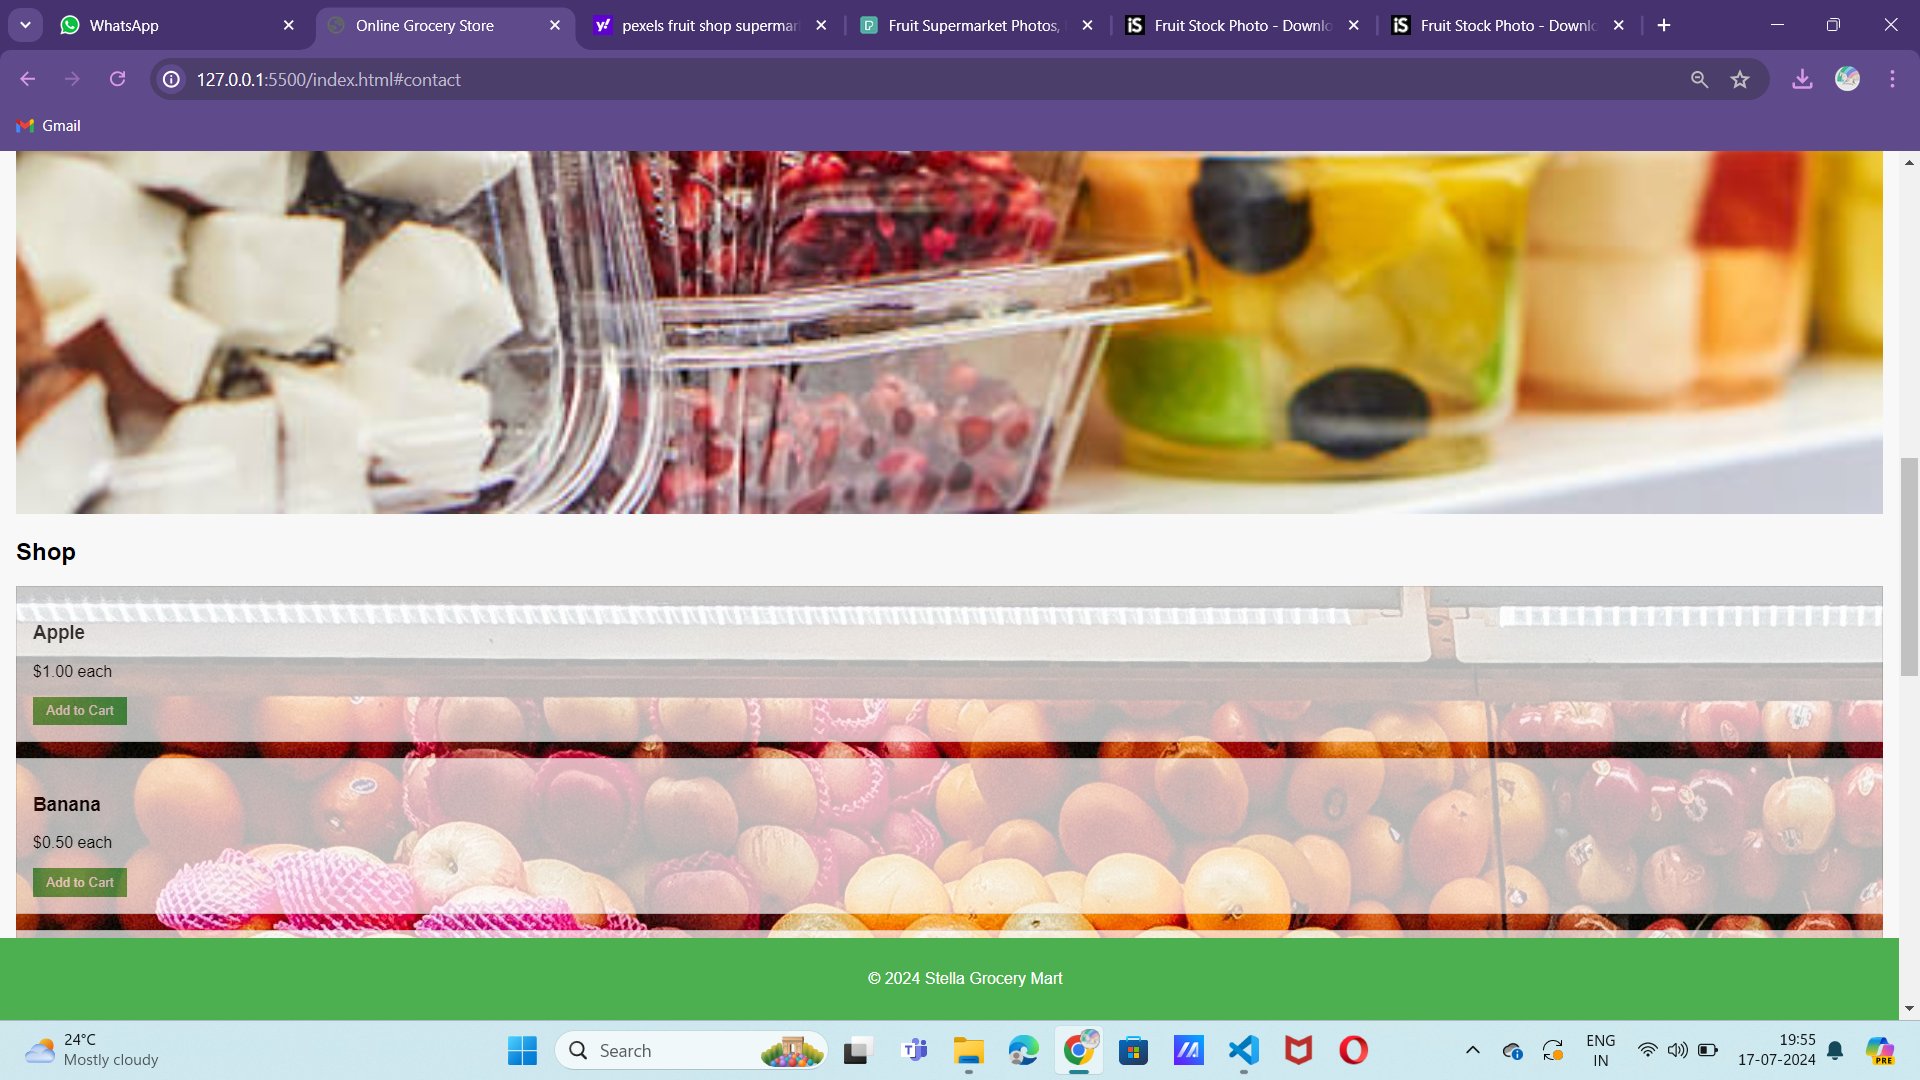 WhatsApp
Online Grocery Store
pexels fruit shop supermar
Fruit Supermarket Photos,
iS Fruit Stock Photo - Downlo
iS Fruit Stock Photo - Downlo
127.0.0.1:5500/index.html#contact
Gmail
Shop
Apple
$1.00 each
Add to Cart
Banana
$0.50 each
Add to Cart
© 2024 Stella Grocery Mart
24°C
Mostly cloudy
Search
ENG
IN
19:55
17-07-2024
PRE